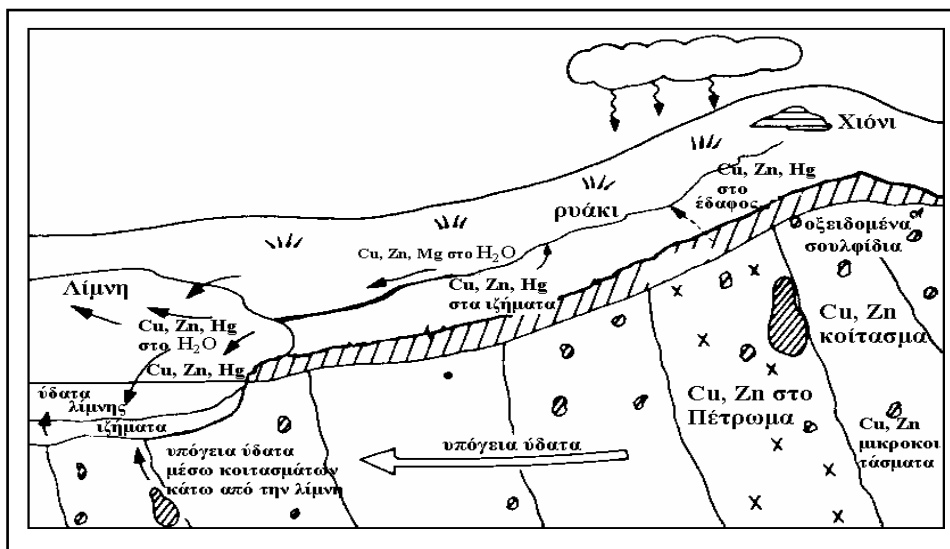 Χιόνι
Cu, Zn, Hg
στο
έδαφος
ρυάκι
οξειδομένα
σουλφίδια
Cu, Zn, Mg στο H₂O
Cu, Zn, Hg
στα ιζήματα
Λίμνη
Cu, Zn, Hg
στο H₂O
Cu, Zn, Hg
Cu, Zn
κοίτασμα
ύδατα
λίμνης
ιζήματα
Cu, Zn στο
Πέτρωμα
Cu, Zn
μικροκοι
τάσματα
υπόγεια ύδατα
υπόγεια ύδατα
μέσω κοιτασμάτων
κάτω από την λίμνη